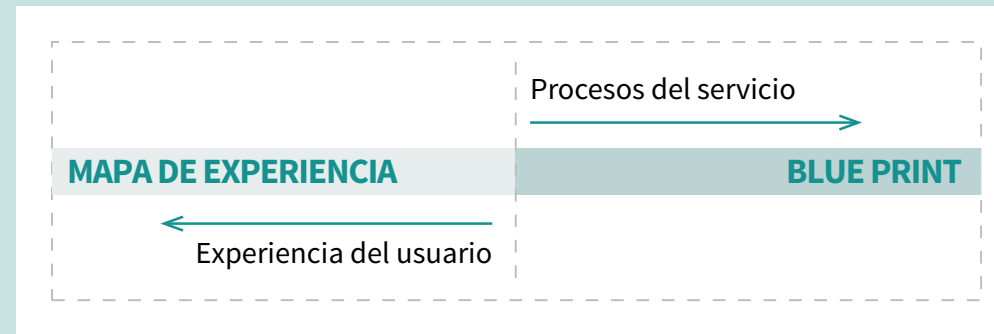 Procesos del servicio
MAPA DE EXPERIENCIA
BLUE PRINT
Experiencia del usuario